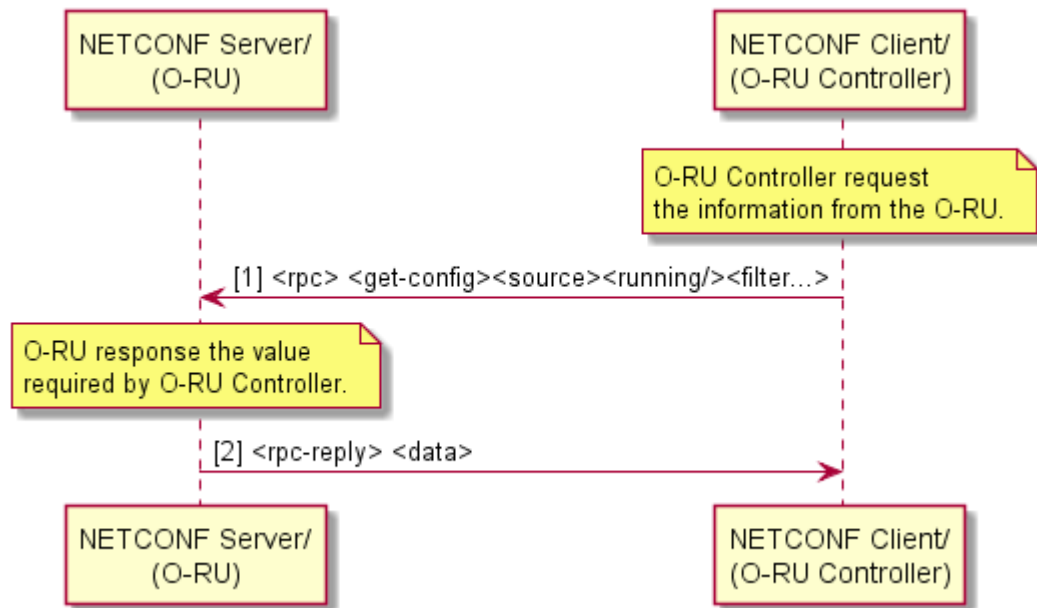 NETCONF Server/
(O-RU)
NETCONF Client/
(O-RU Controller)
O-RU Controller request
the information from the O-RU.
[1] <rpc> <get-config><source><running/><filter...>
O-RU response the value
required by O-RU Controller.
[2] <rpc-reply> <data>
NETCONF Server/
(O-RU)
NETCONF Client/
(O-RU Controller)